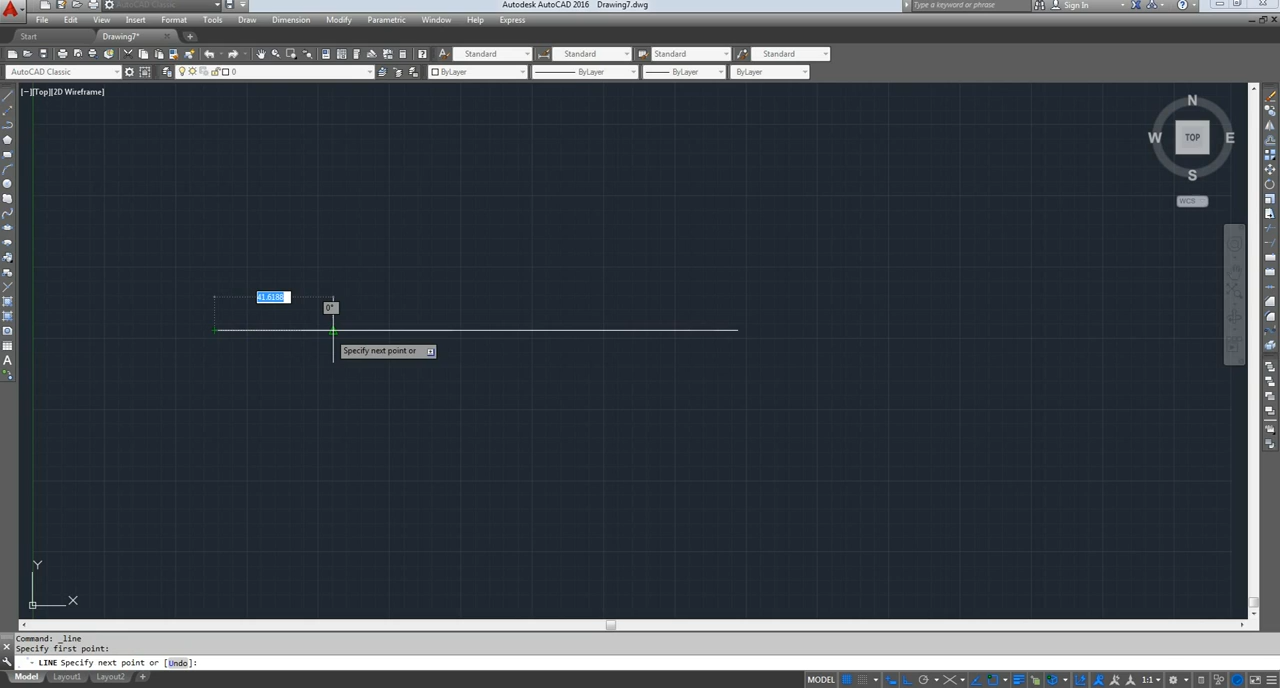 Autodesk AutoCAD 2016 Drawing7.dwg
Type a keyword or phrase
Sign In
File Edit View Insert Format Tools Draw Dimension Modify Parametric Window Help Express
Start Drawing7*
Standard Standard Standard Standard
AutoCAD Classic 0 ByLayer ByLayer ByLayer ByLayer
[−][Top][2D Wireframe]
N
W TOP E
S
WCS
41.6188
0°
Specify next point or
Y
X
Command: _line
Specify first point:
LINE Specify next point or [Undo]:
Model Layout1 Layout2 MODEL 1:1